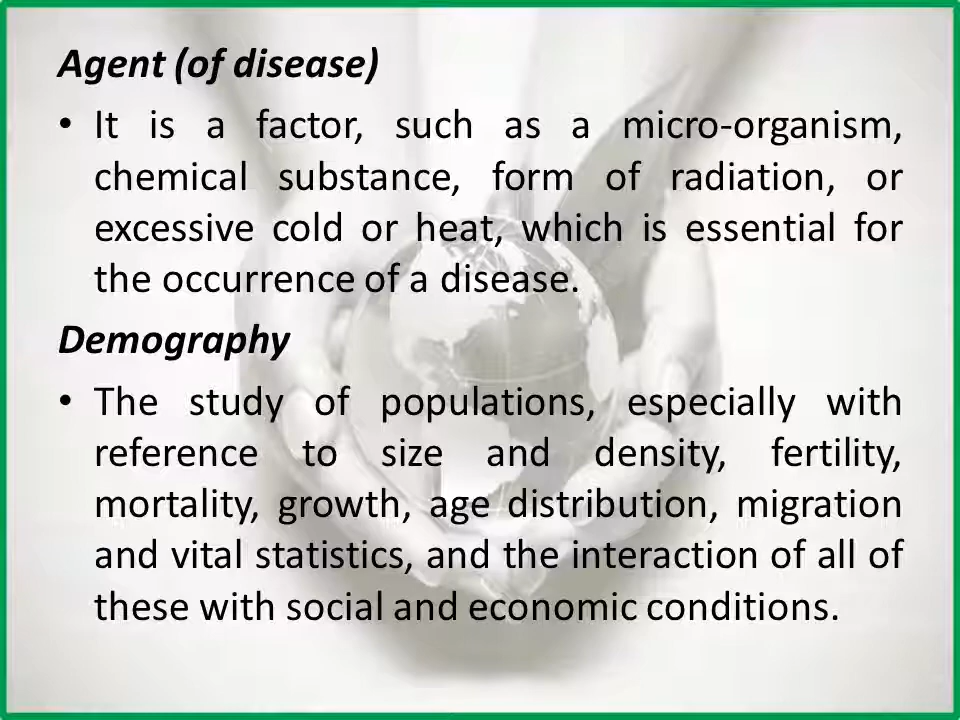 Agent (of disease)
• It is a factor, such as a micro-organism,
chemical substance, form of radiation, or
excessive cold or heat, which is essential for
the occurrence of a disease.
Demography
• The study of populations, especially with
reference to size and density, fertility,
mortality, growth, age distribution, migration
and vital statistics, and the interaction of all of
these with social and economic conditions.